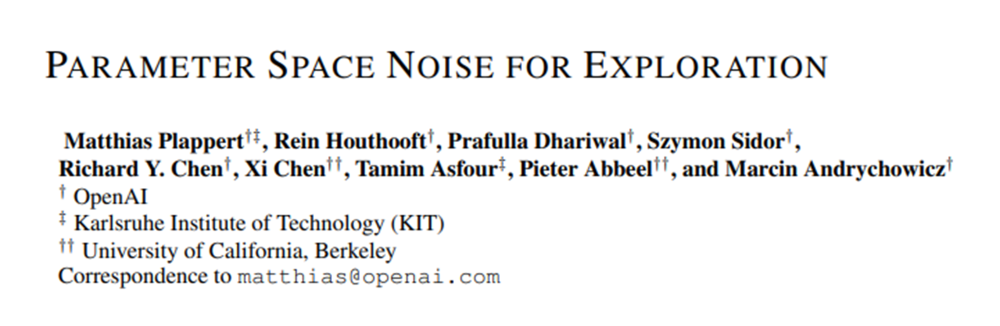 PARAMETER SPACE NOISE FOR EXPLORATION
Matthias Plappert†‡, Rein Houthooft†, Prafulla Dhariwal†, Szymon Sidor†,
Richard Y. Chen†, Xi Chen††, Tamim Asfour‡, Pieter Abbeel††, and Marcin Andrychowicz†
† OpenAI
‡ Karlsruhe Institute of Technology (KIT)
†† University of California, Berkeley
Correspondence to matthias@openai.com